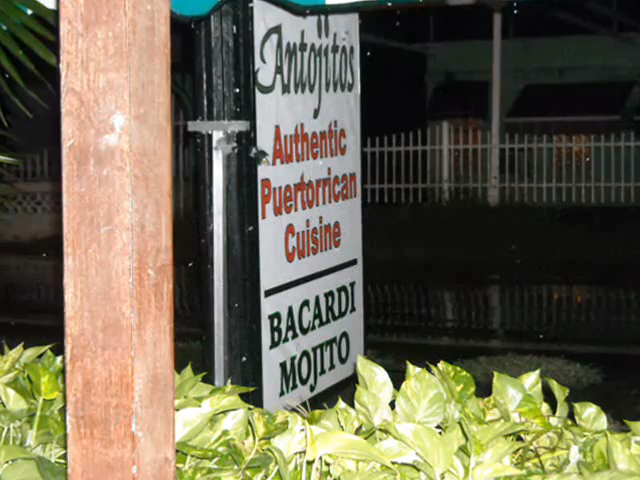 Antojitos
Authentic
Puertorrican
Cuisine
BACARDI
MOJITO